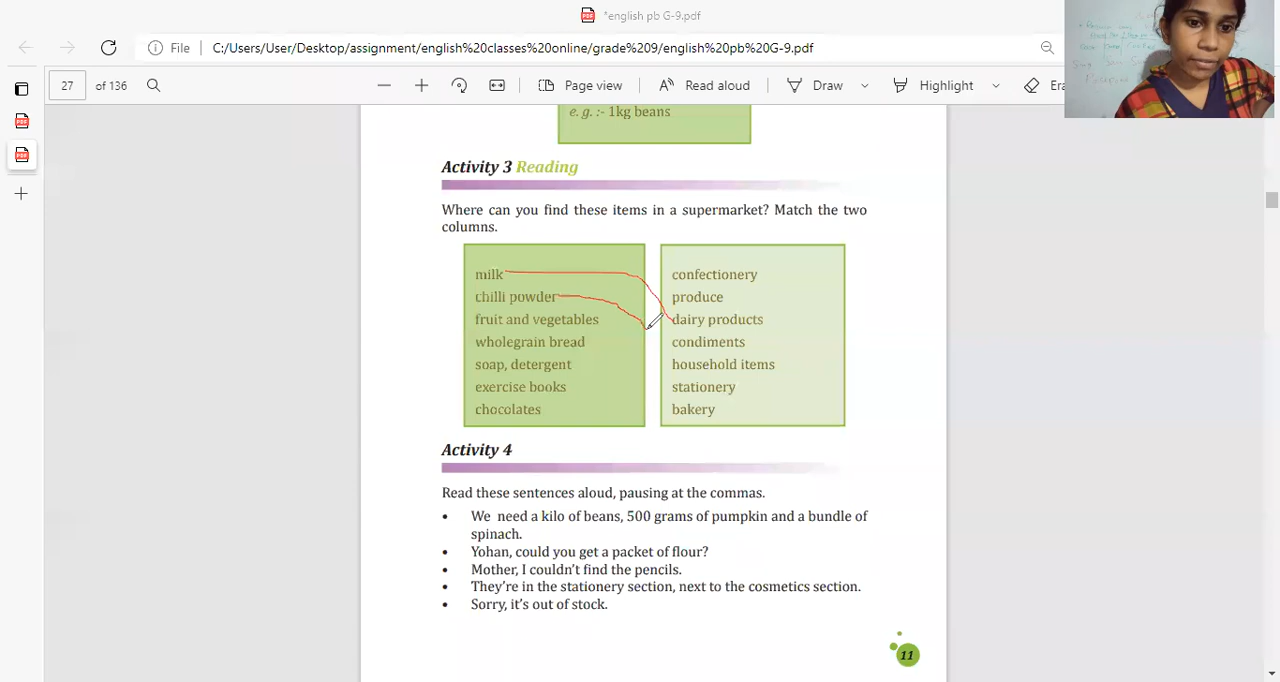 *english pb G-9.pdf
File C:/Users/User/Desktop/assignment/english%20classes%20online/grade%209/english%20pb%20G-9.pdf
27 of 136 Page view Read aloud Draw Highlight Era
e. g. :- 1kg beans
Activity 3 Reading
Where can you find these items in a supermarket? Match the two
columns.
milk
chilli powder
fruit and vegetables
wholegrain bread
soap, detergent
exercise books
chocolates
confectionery
produce
dairy products
condiments
household items
stationery
bakery
Activity 4
Read these sentences aloud, pausing at the commas.
• We need a kilo of beans, 500 grams of pumpkin and a bundle of
spinach.
• Yohan, could you get a packet of flour?
• Mother, I couldn't find the pencils.
• They're in the stationery section, next to the cosmetics section.
• Sorry, it's out of stock.
11